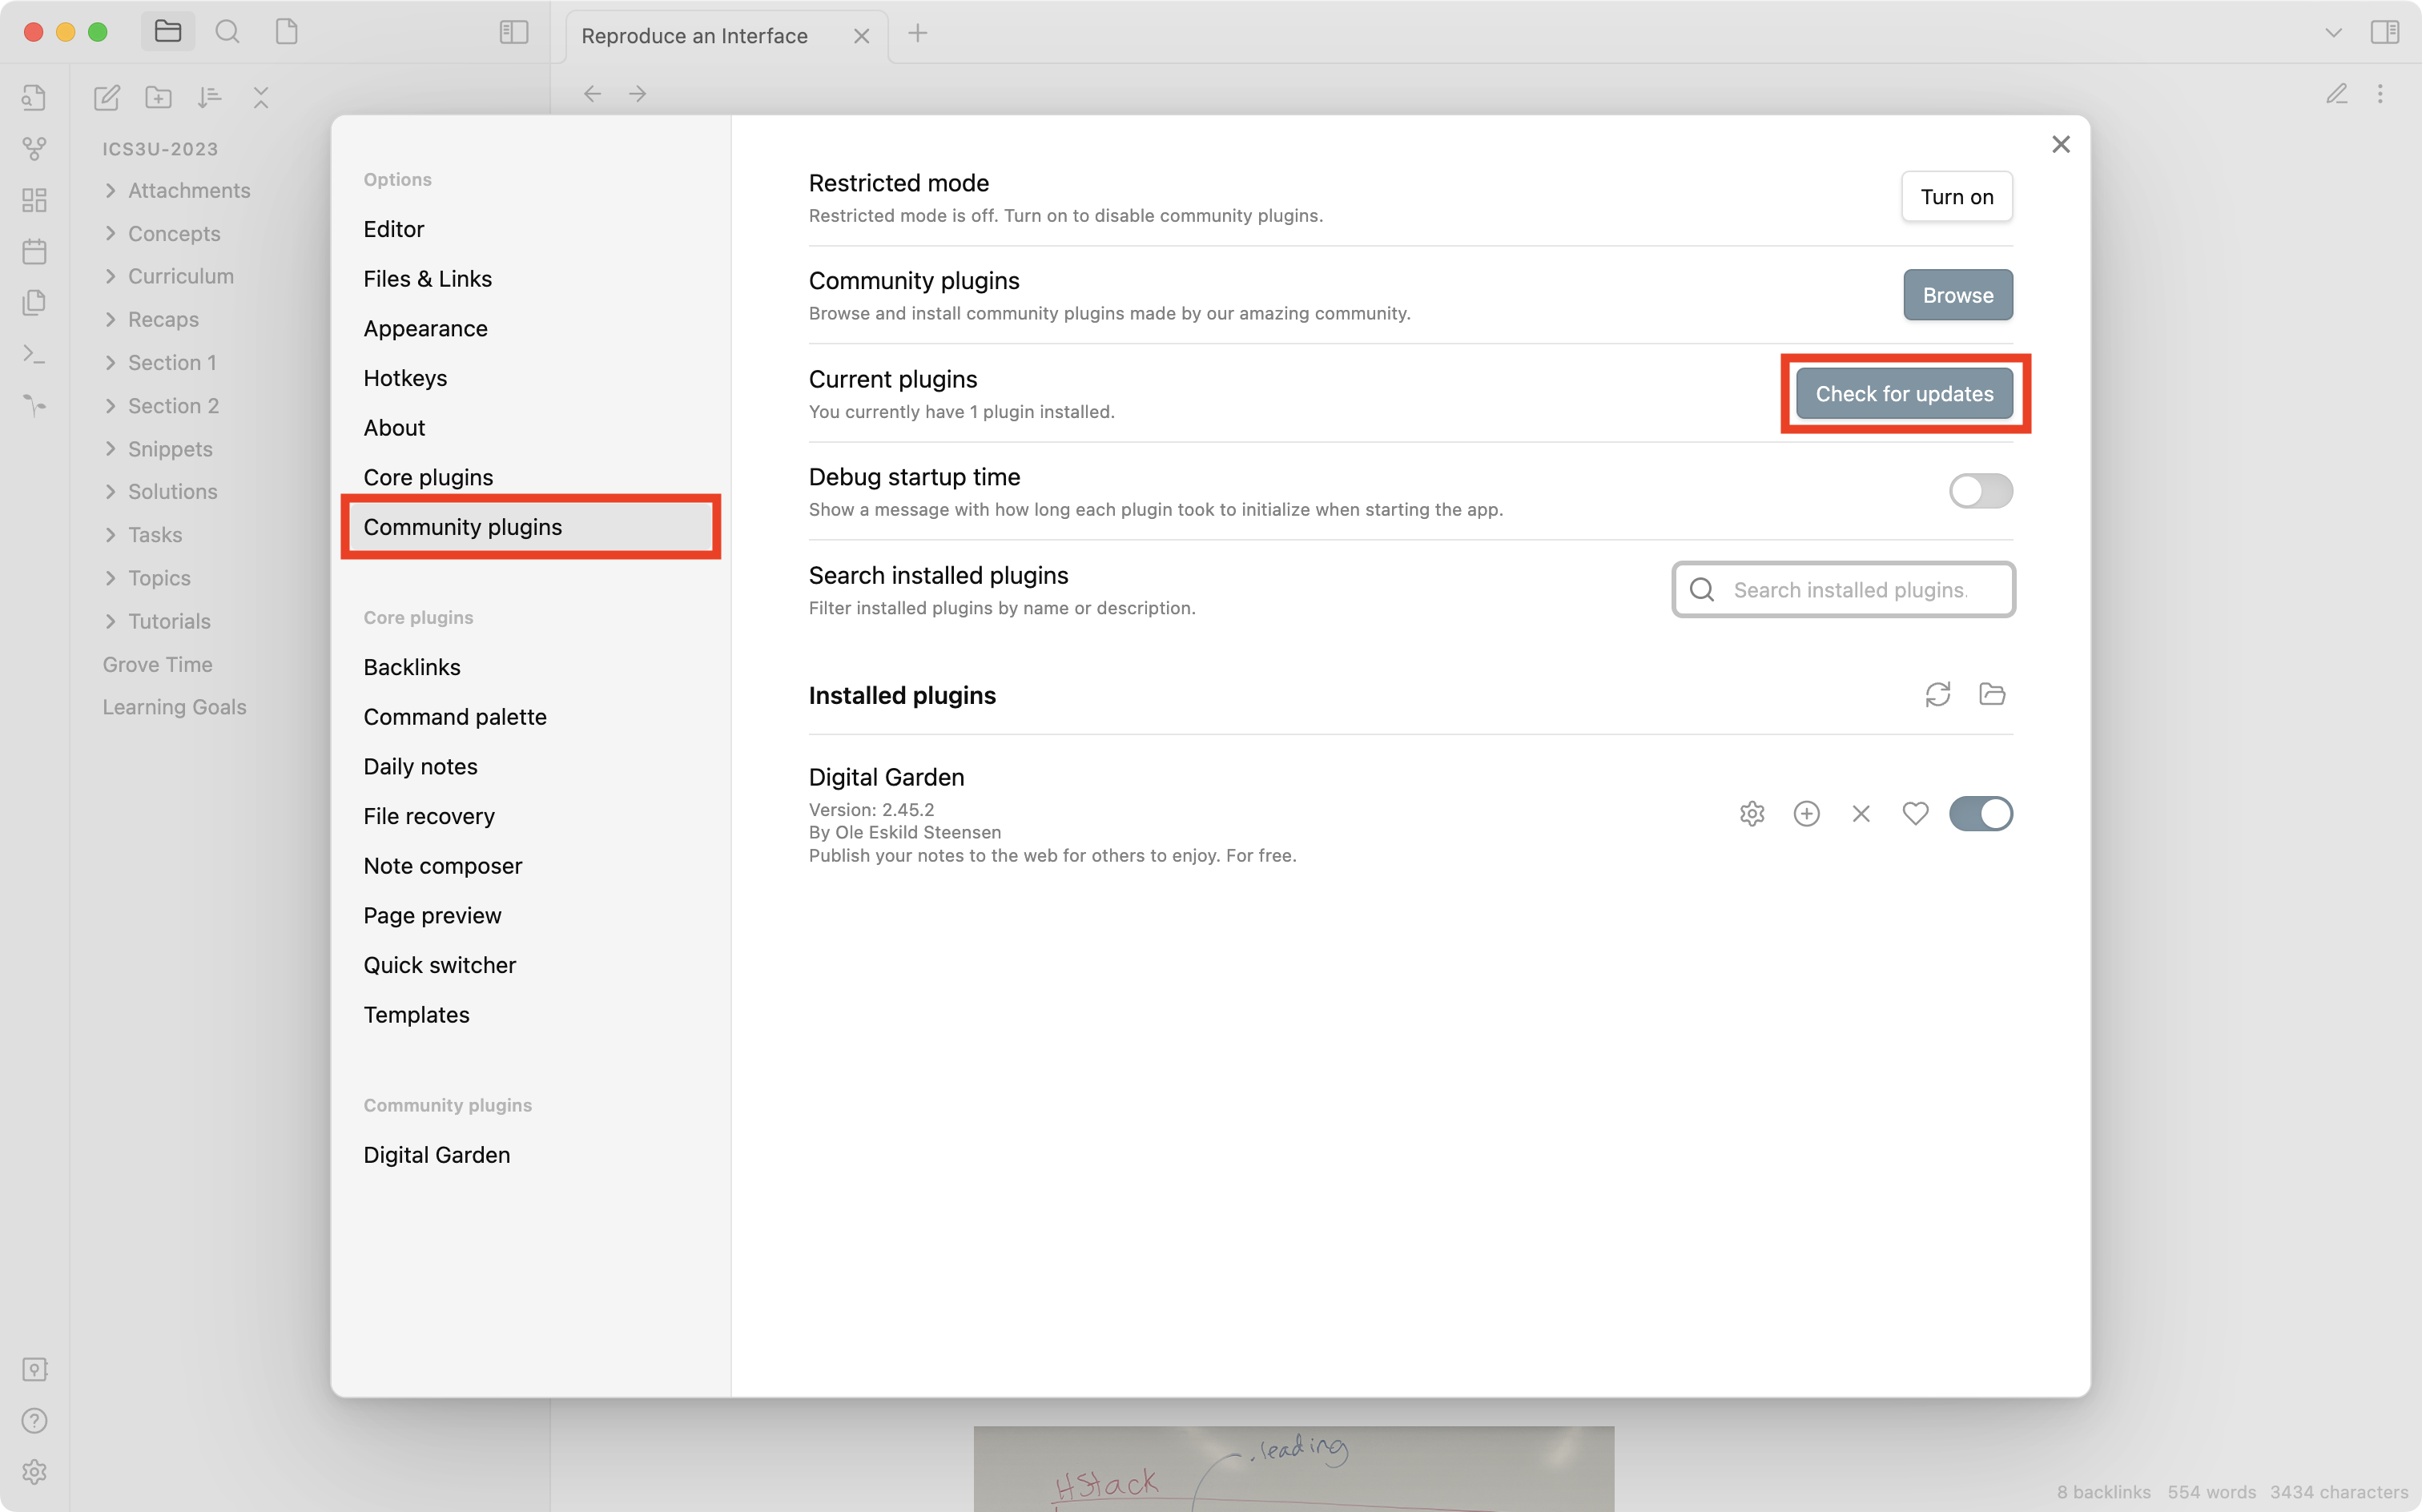 Reproduce an Interface
ICS3U-2023
Attachments
Concepts
Curriculum
Recaps
Section 1
Section 2
Snippets
Solutions
Tasks
Topics
Tutorials
Grove Time
Learning Goals
Options
Editor
Files & Links
Appearance
Hotkeys
About
Core plugins
Community plugins
Core plugins
Backlinks
Command palette
Daily notes
File recovery
Note composer
Page preview
Quick switcher
Templates
Community plugins
Digital Garden
Restricted mode
Restricted mode is off. Turn on to disable community plugins.
Turn on
Community plugins
Browse and install community plugins made by our amazing community.
Browse
Current plugins
You currently have 1 plugin installed.
Check for updates
Debug startup time
Show a message with how long each plugin took to initialize when starting the app.
Search installed plugins
Filter installed plugins by name or description.
Search installed plugins.
Installed plugins
Digital Garden
Version: 2.45.2
By Ole Eskild Steensen
Publish your notes to the web for others to enjoy. For free.
.leading
HStack
8 backlinks 554 words 3434 characters